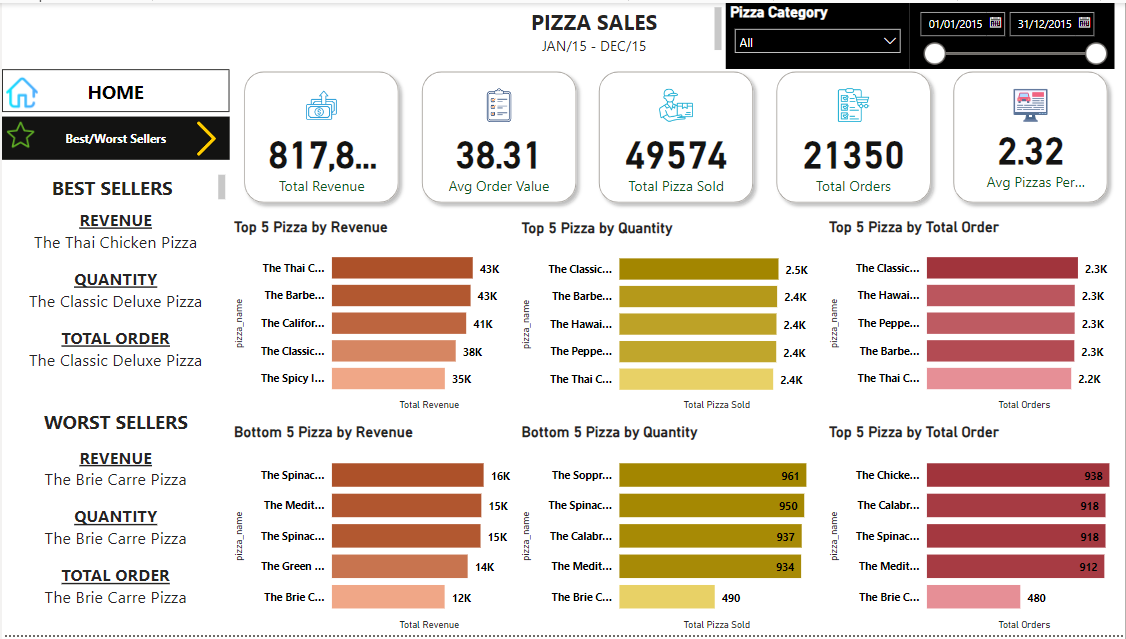 PIZZA SALES
JAN/15 - DEC/15
Pizza Category
All
01/01/2015
31/12/2015
HOME
Best/Worst Sellers
817,8...
Total Revenue
38.31
Avg Order Value
49574
Total Pizza Sold
21350
Total Orders
2.32
Avg Pizzas Per...
BEST SELLERS
REVENUE
The Thai Chicken Pizza
QUANTITY
The Classic Deluxe Pizza
TOTAL ORDER
The Classic Deluxe Pizza
WORST SELLERS
REVENUE
The Brie Carre Pizza
QUANTITY
The Brie Carre Pizza
TOTAL ORDER
The Brie Carre Pizza
Top 5 Pizza by Revenue
pizza_name
The Thai C... 43K
The Barbe... 43K
The Califor... 41K
The Classic... 38K
The Spicy I... 35K
Total Revenue
Top 5 Pizza by Quantity
pizza_name
The Classic... 2.5K
The Barbe... 2.4K
The Hawai... 2.4K
The Peppe... 2.4K
The Thai C... 2.4K
Total Pizza Sold
Top 5 Pizza by Total Order
pizza_name
The Classic... 2.3K
The Hawai... 2.3K
The Peppe... 2.3K
The Barbe... 2.3K
The Thai C... 2.2K
Total Orders
Bottom 5 Pizza by Revenue
pizza_name
The Spinac... 16K
The Medit... 15K
The Spinac... 15K
The Green ... 14K
The Brie C... 12K
Total Revenue
Bottom 5 Pizza by Quantity
pizza_name
The Soppr... 961
The Spinac... 950
The Calabr... 937
The Medit... 934
The Brie C... 490
Total Pizza Sold
Top 5 Pizza by Total Order
pizza_name
The Chicke... 938
The Calabr... 918
The Spinac... 918
The Medit... 912
The Brie C... 480
Total Orders